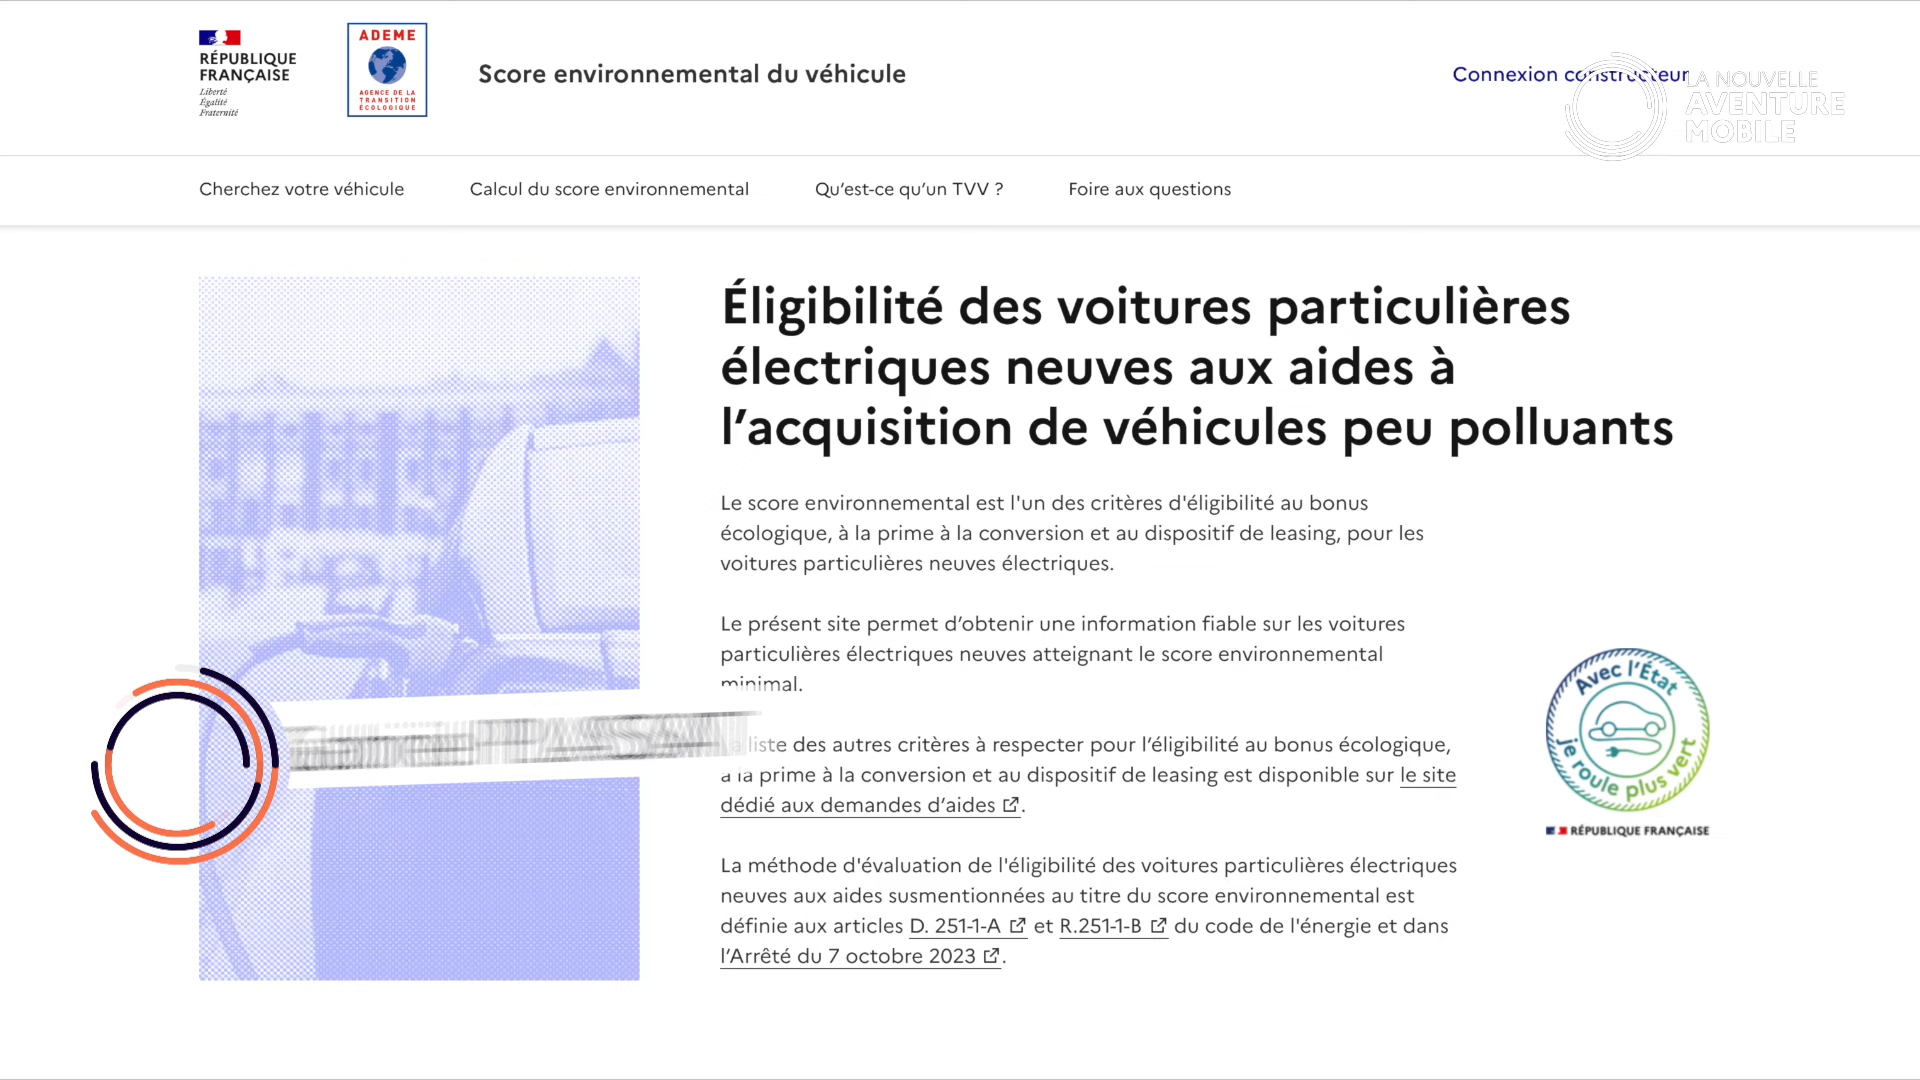 RÉPUBLIQUE
FRANÇAISE
Liberté
Égalité
Fraternité
ADEME
AGENCE DE LA
TRANSITION
ÉCOLOGIQUE
Score environnemental du véhicule
Connexion constructeur
LA NOUVELLE
AVENTURE
MOBILE
Cherchez votre véhicule
Calcul du score environnemental
Qu’est-ce qu’un TVV ?
Foire aux questions
Éligibilité des voitures particulières
électriques neuves aux aides à
l’acquisition de véhicules peu polluants
Le score environnemental est l'un des critères d'éligibilité au bonus
écologique, à la prime à la conversion et au dispositif de leasing, pour les
voitures particulières neuves électriques.
Le présent site permet d’obtenir une information fiable sur les voitures
particulières électriques neuves atteignant le score environnemental
minimal.
La liste des autres critères à respecter pour l’éligibilité au bonus écologique,
à la prime à la conversion et au dispositif de leasing est disponible sur le site
dédié aux demandes d’aides.
La méthode d'évaluation de l'éligibilité des voitures particulières électriques
neuves aux aides susmentionnées au titre du score environnemental est
définie aux articles D. 251-1-A et R.251-1-B du code de l'énergie et dans
l’Arrêté du 7 octobre 2023.
Avec l'État
je roule plus vert
RÉPUBLIQUE FRANÇAISE